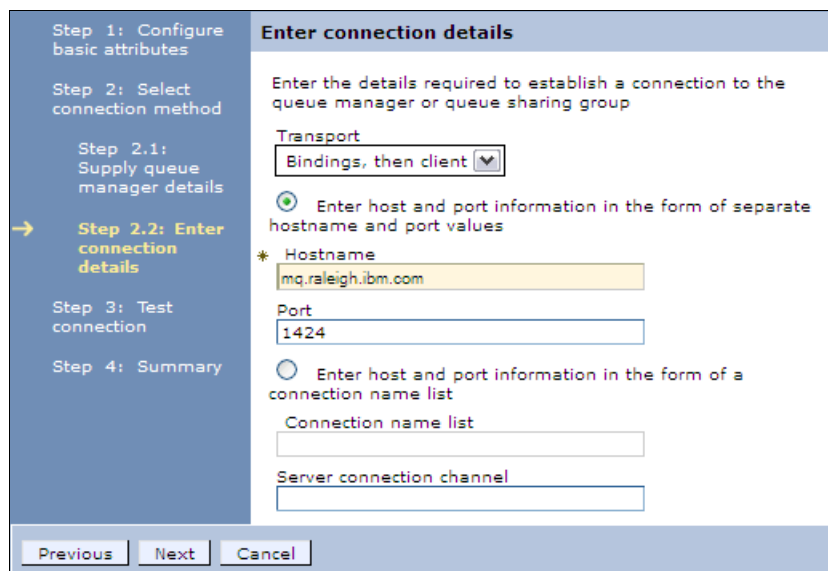 Step 1: Configure
basic attributes
Step 2: Select
connection method
Step 2.1:
Supply queue
manager details
Step 2.2: Enter
connection
details
Step 3: Test
connection
Step 4: Summary
Enter connection details
Enter the details required to establish a connection to the
queue manager or queue sharing group
Transport
Bindings, then client
Enter host and port information in the form of separate
hostname and port values
* Hostname
mq.raleigh.ibm.com
Port
1424
Enter host and port information in the form of a
connection name list
Connection name list
Server connection channel
Previous Next Cancel